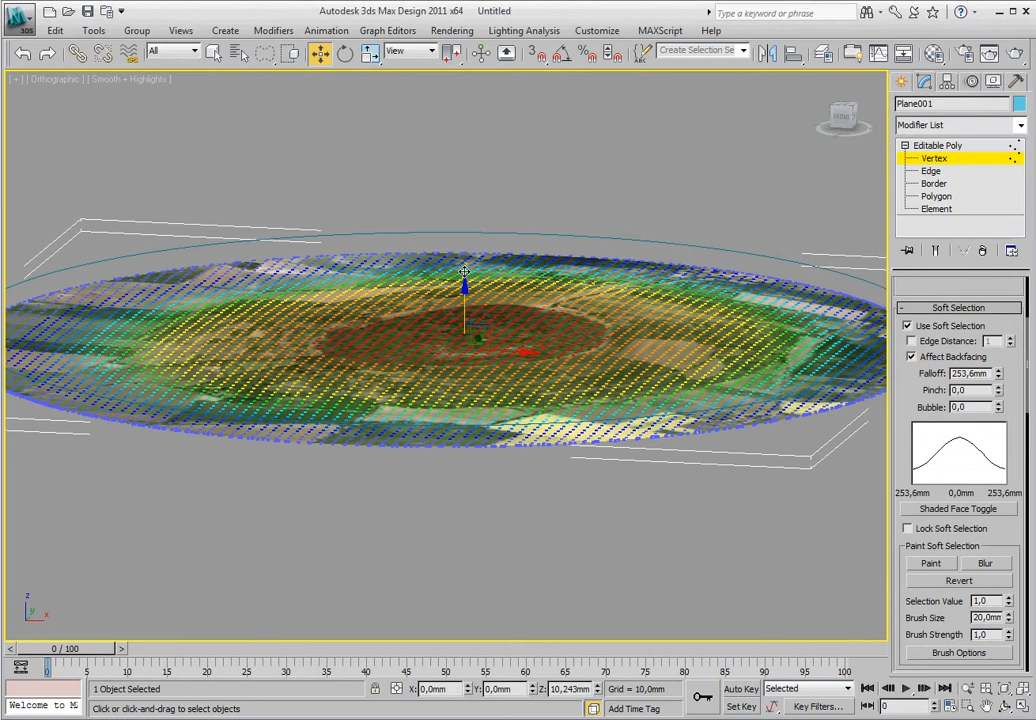 Autodesk 3ds Max Design 2011 x64    Untitled
Type a keyword or phrase
3DS
Edit Tools Group Views Create Modifiers Animation Graph Editors Rendering Lighting Analysis Customize MAXScript Help
All View Create Selection Se
[ + ] [ Orthographic ] [ Smooth + Highlights ]
FRONT
Plane001
Modifier List
Editable Poly
Vertex
Edge
Border
Polygon
Element
Soft Selection
Use Soft Selection
Edge Distance: 1
Affect Backfacing
Falloff: 253,6mm
Pinch: 0,0
Bubble: 0,0
253,6mm 0,0mm 253,6mm
Shaded Face Toggle
Lock Soft Selection
Paint Soft Selection
Paint Blur
Revert
Selection Value 1,0
Brush Size 20,0mm
Brush Strength 1,0
Brush Options
z
y
x
< 0 / 100 >
0 5 10 15 20 25 30 35 40 45 50 55 60 65 70 75 80 85 90 95 100
1 Object Selected X: 0,0mm Y: 0,0mm Z: 10,243mm Grid = 10,0mm Auto Key Selected
Welcome to M Click or click-and-drag to select objects Add Time Tag Set Key Key Filters... 0